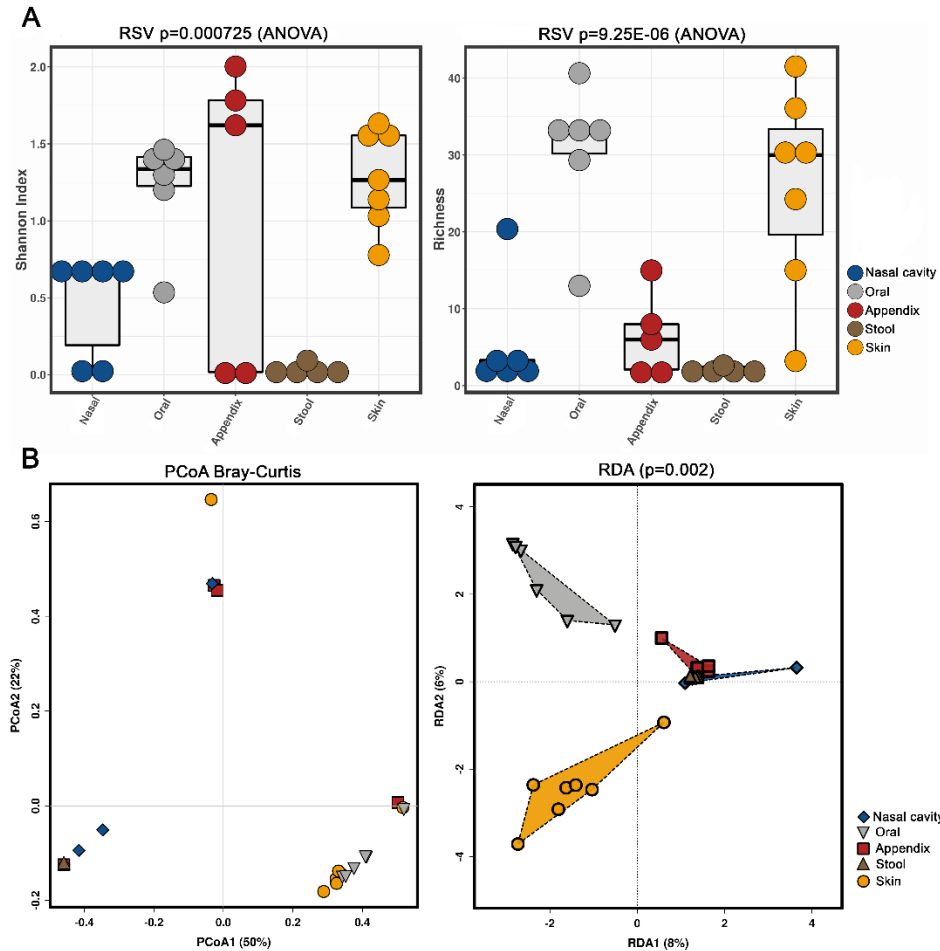 A
RSV p=0.000725 (ANOVA)
RSV p=9.25E-06 (ANOVA)
Shannon Index
2.0
1.5
1.0
0.5
0.0
Nasal
Oral
Appendix
Stool
Skin
Richness
40
30
20
10
0
Nasal
Oral
Appendix
Stool
Skin
Nasal cavity
Oral
Appendix
Stool
Skin
B
PCoA Bray-Curtis
RDA (p=0.002)
PCoA2 (22%)
0.6
0.4
0.2
0.0
-0.2
-0.4
-0.2
0.0
0.2
0.4
PCoA1 (50%)
RDA2 (6%)
4
2
0
-2
-4
-2
0
2
4
RDA1 (8%)
Nasal cavity
Oral
Appendix
Stool
Skin